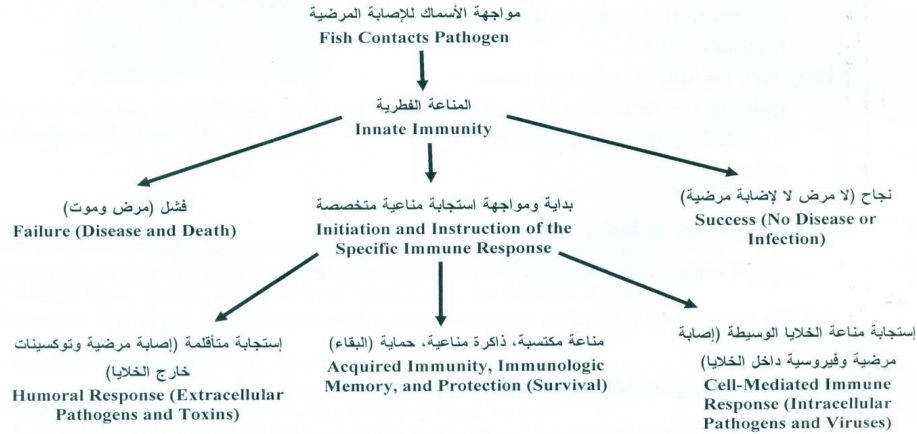 مواجهة الأسماك للإصابة المرضية
Fish Contacts Pathogen
المناعة الفطرية
Innate Immunity
فشل (مرض وموت)
Failure (Disease and Death)
بداية ومواجهة استجابة مناعية متخصصة
Initiation and Instruction of the
Specific Immune Response
نجاح (لا مرض لا لإضابة مرضية)
Success (No Disease or
Infection)
إستجابة متأقلمة (إصابة مرضية وتوكسينات
خارج الخلايا)
Humoral Response (Extracellular
Pathogens and Toxins)
مناعة مكتسبة، ذاكرة مناعية، حماية (البقاء)
Acquired Immunity, Immunologic
Memory, and Protection (Survival)
إستجابة مناعة الخلايا الوسيطة (إصابة
مرضية وفيروسية داخل الخلايا)
Cell-Mediated Immune
Response (Intracellular
Pathogens and Viruses)